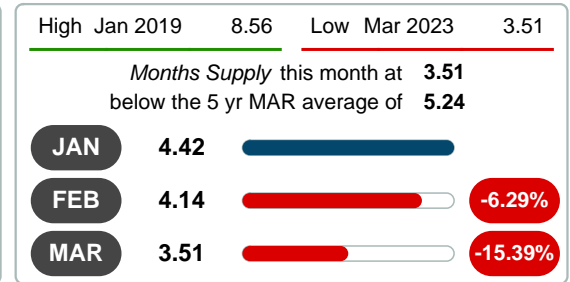 High Jan 2019 8.56 Low Mar 2023 3.51
Months Supply this month at 3.51
below the 5 yr MAR average of 5.24
JAN 4.42
FEB 4.14 -6.29%
MAR 3.51 -15.39%